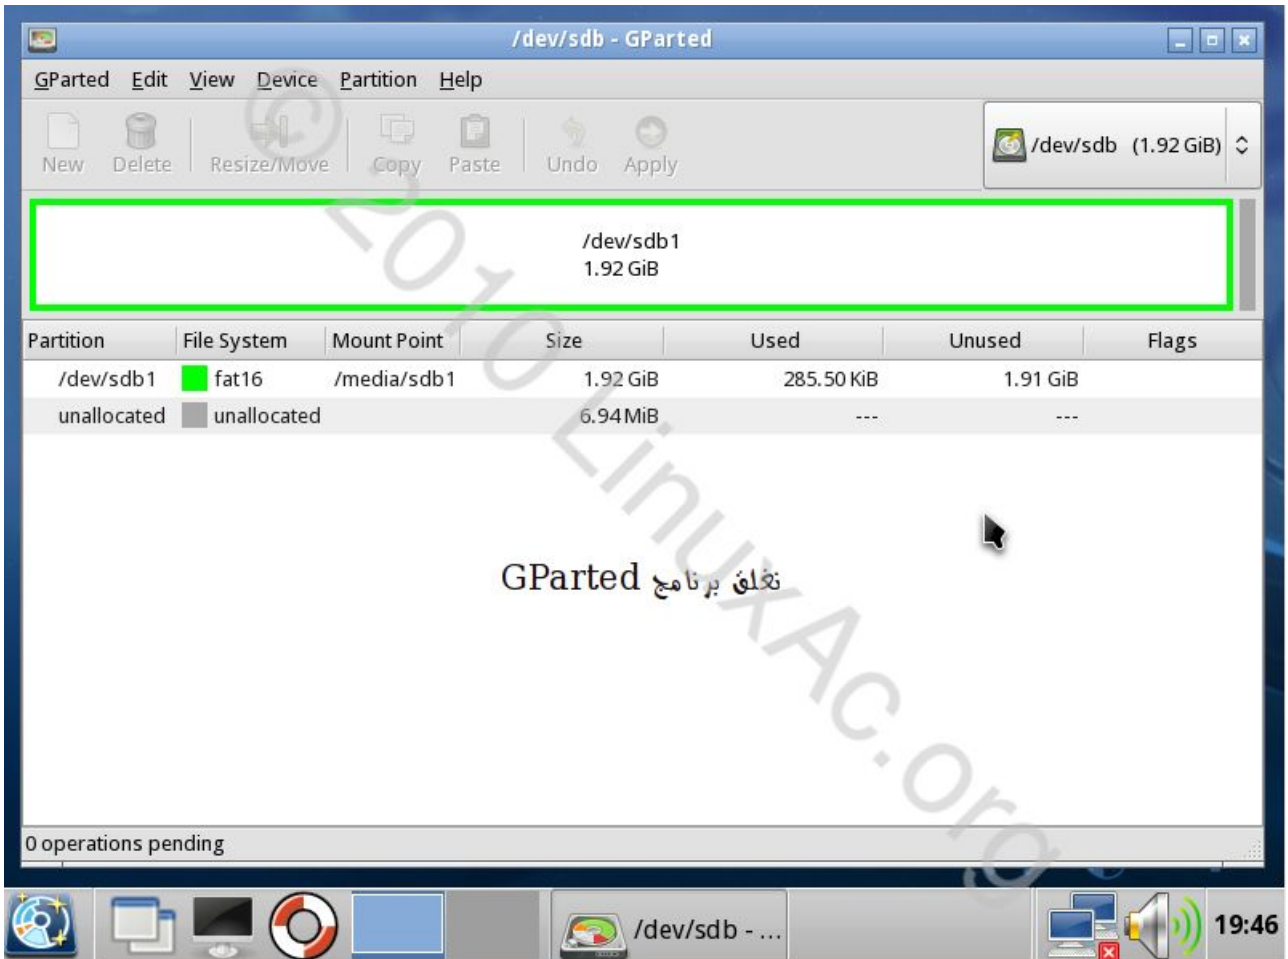 /dev/sdb - GParted
GParted Edit View Device Partition Help
New Delete Resize/Move Copy Paste Undo Apply
/dev/sdb (1.92 GiB)
/dev/sdb1
1.92 GiB
Partition File System Mount Point Size Used Unused Flags
/dev/sdb1 fat16 /media/sdb1 1.92 GiB 285.50 KiB 1.91 GiB
unallocated unallocated 6.94 MiB --- ---
نغلق برنامج GParted
0 operations pending
/dev/sdb - ...
19:46
© 2010 LinuxAc.org